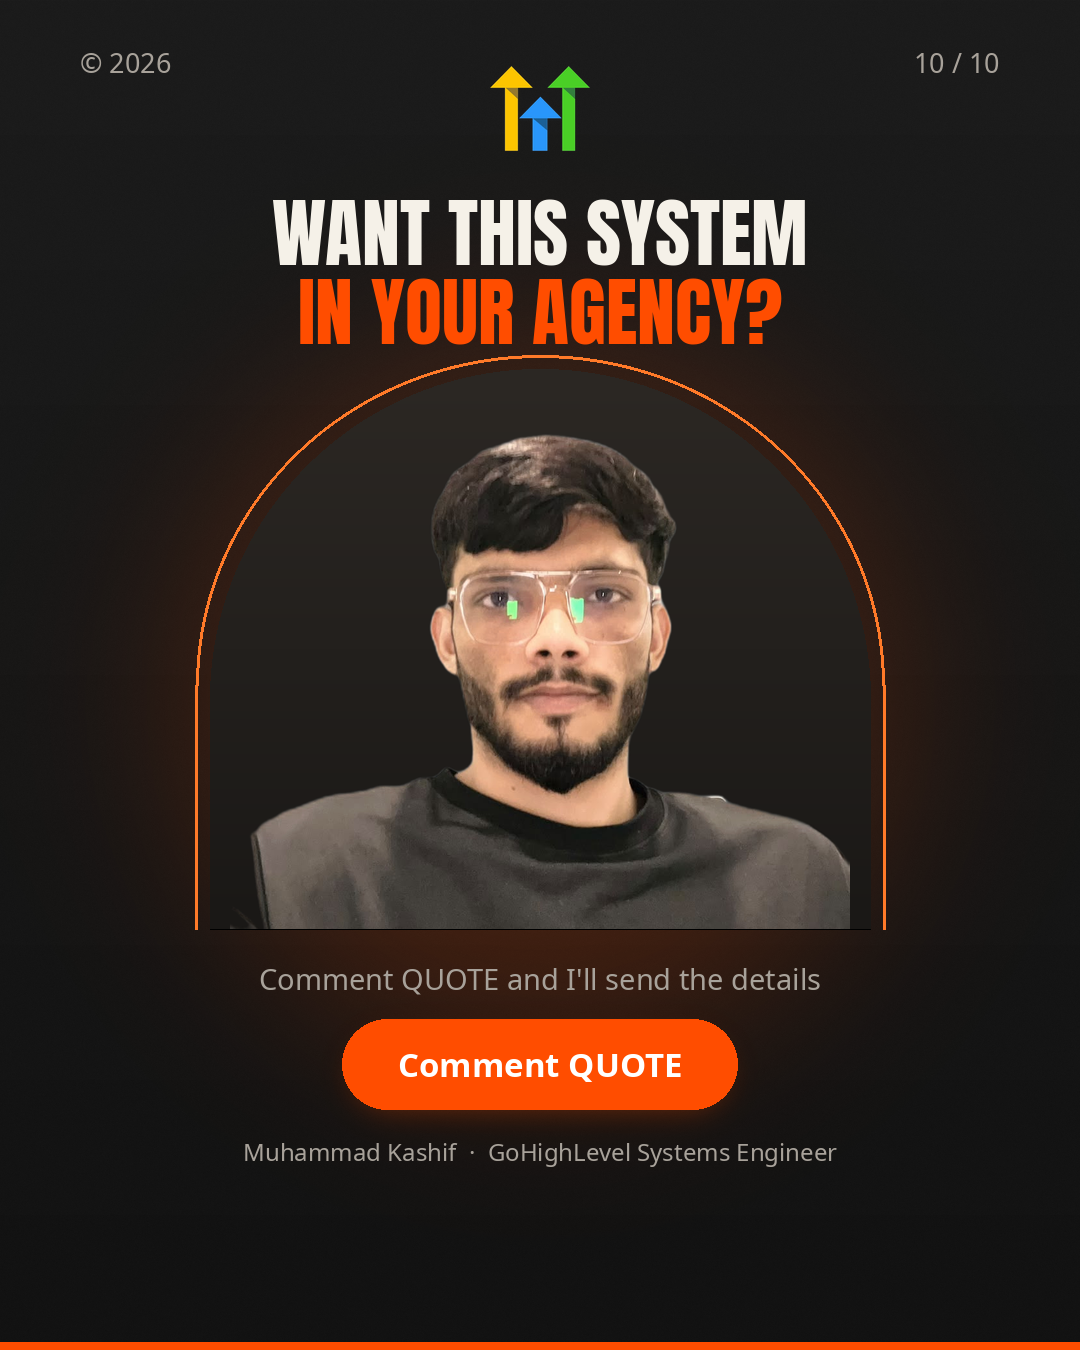 © 2026
10 / 10
WANT THIS SYSTEM
IN YOUR AGENCY?
Comment QUOTE and I'll send the details
Comment QUOTE
Muhammad Kashif · GoHighLevel Systems Engineer